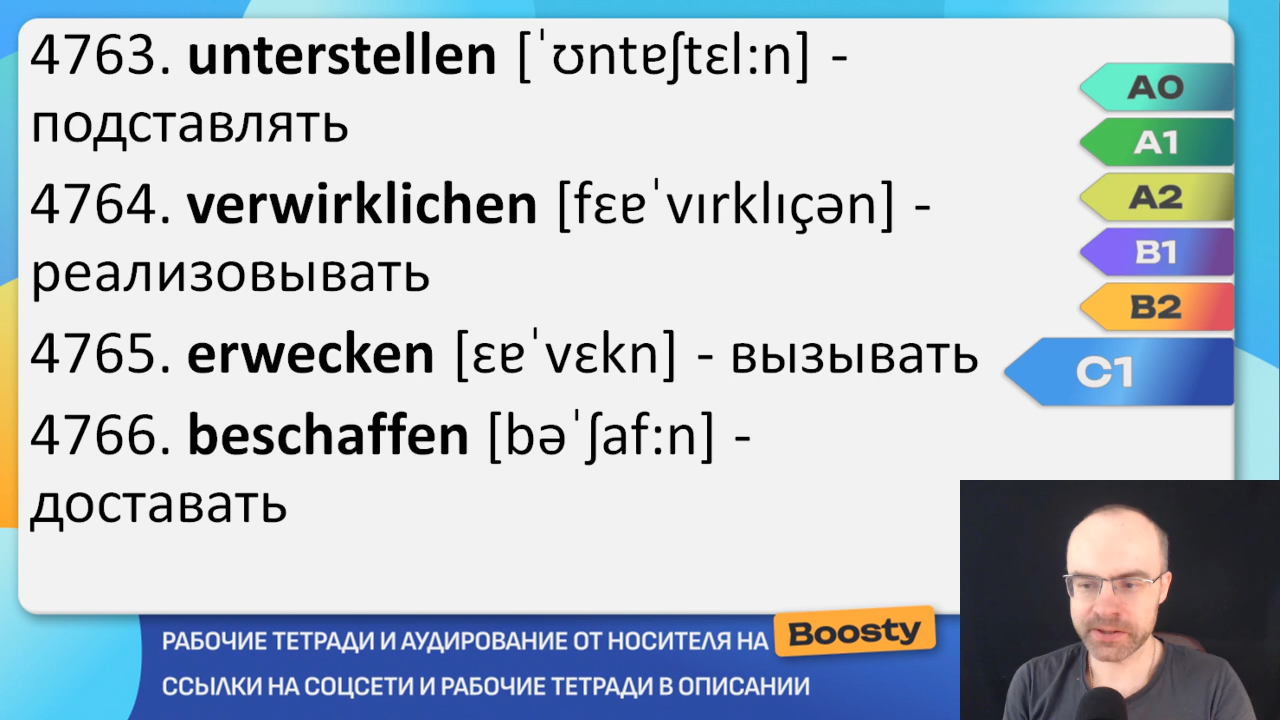 4763. unterstellen [ˈʊntɐʃtɛl:n] -
подставлять
4764. verwirklichen [fɛɐˈvɪrklɪçən] -
реализовывать
4765. erwecken [ɛɐˈvɛkn] - вызывать
4766. beschaffen [bəˈʃaf:n] -
доставать
A0
A1
A2
B1
B2
C1
РАБОЧИЕ ТЕТРАДИ И АУДИРОВАНИЕ ОТ НОСИТЕЛЯ НА Boosty
ССЫЛКИ НА СОЦСЕТИ И РАБОЧИЕ ТЕТРАДИ В ОПИСАНИИ